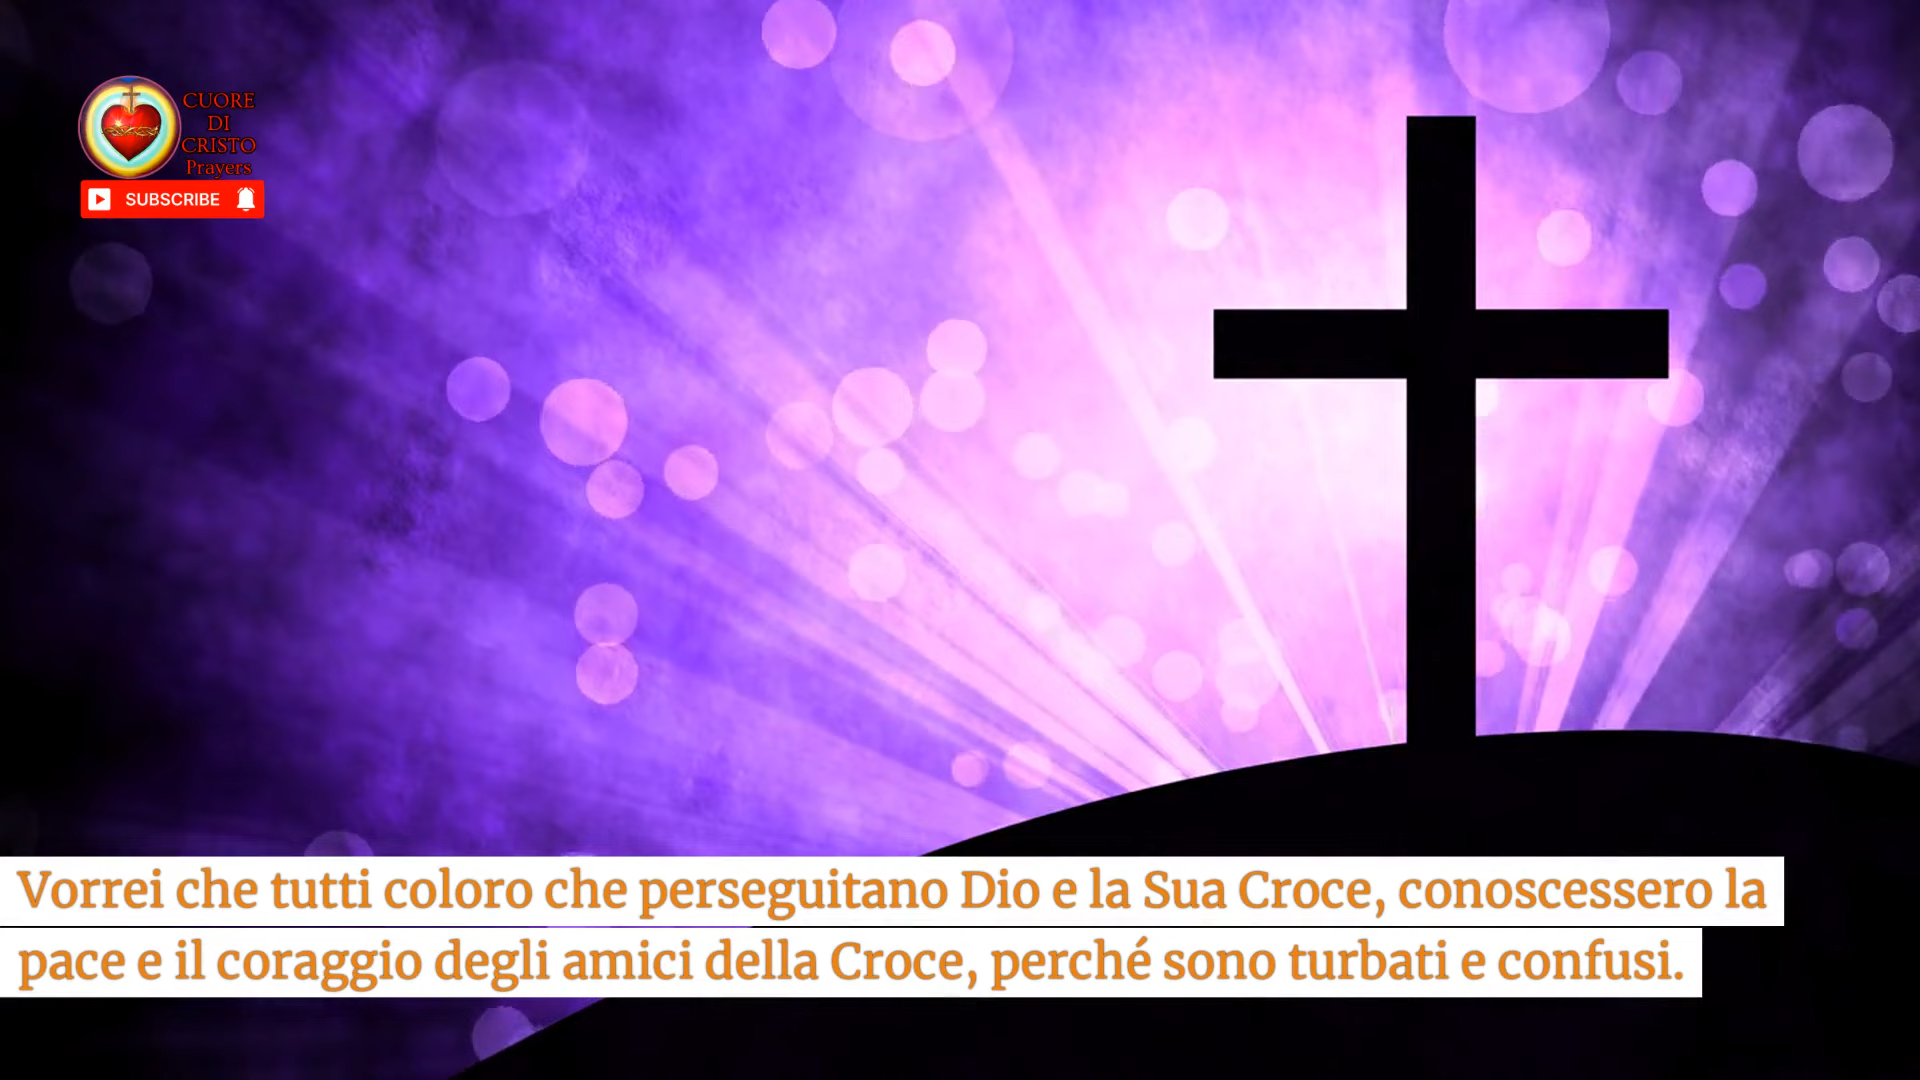 CUORE
DI
CRISTO
Prayers
SUBSCRIBE
Vorrei che tutti coloro che perseguitano Dio e la Sua Croce, conoscessero la
pace e il coraggio degli amici della Croce, perché sono turbati e confusi.